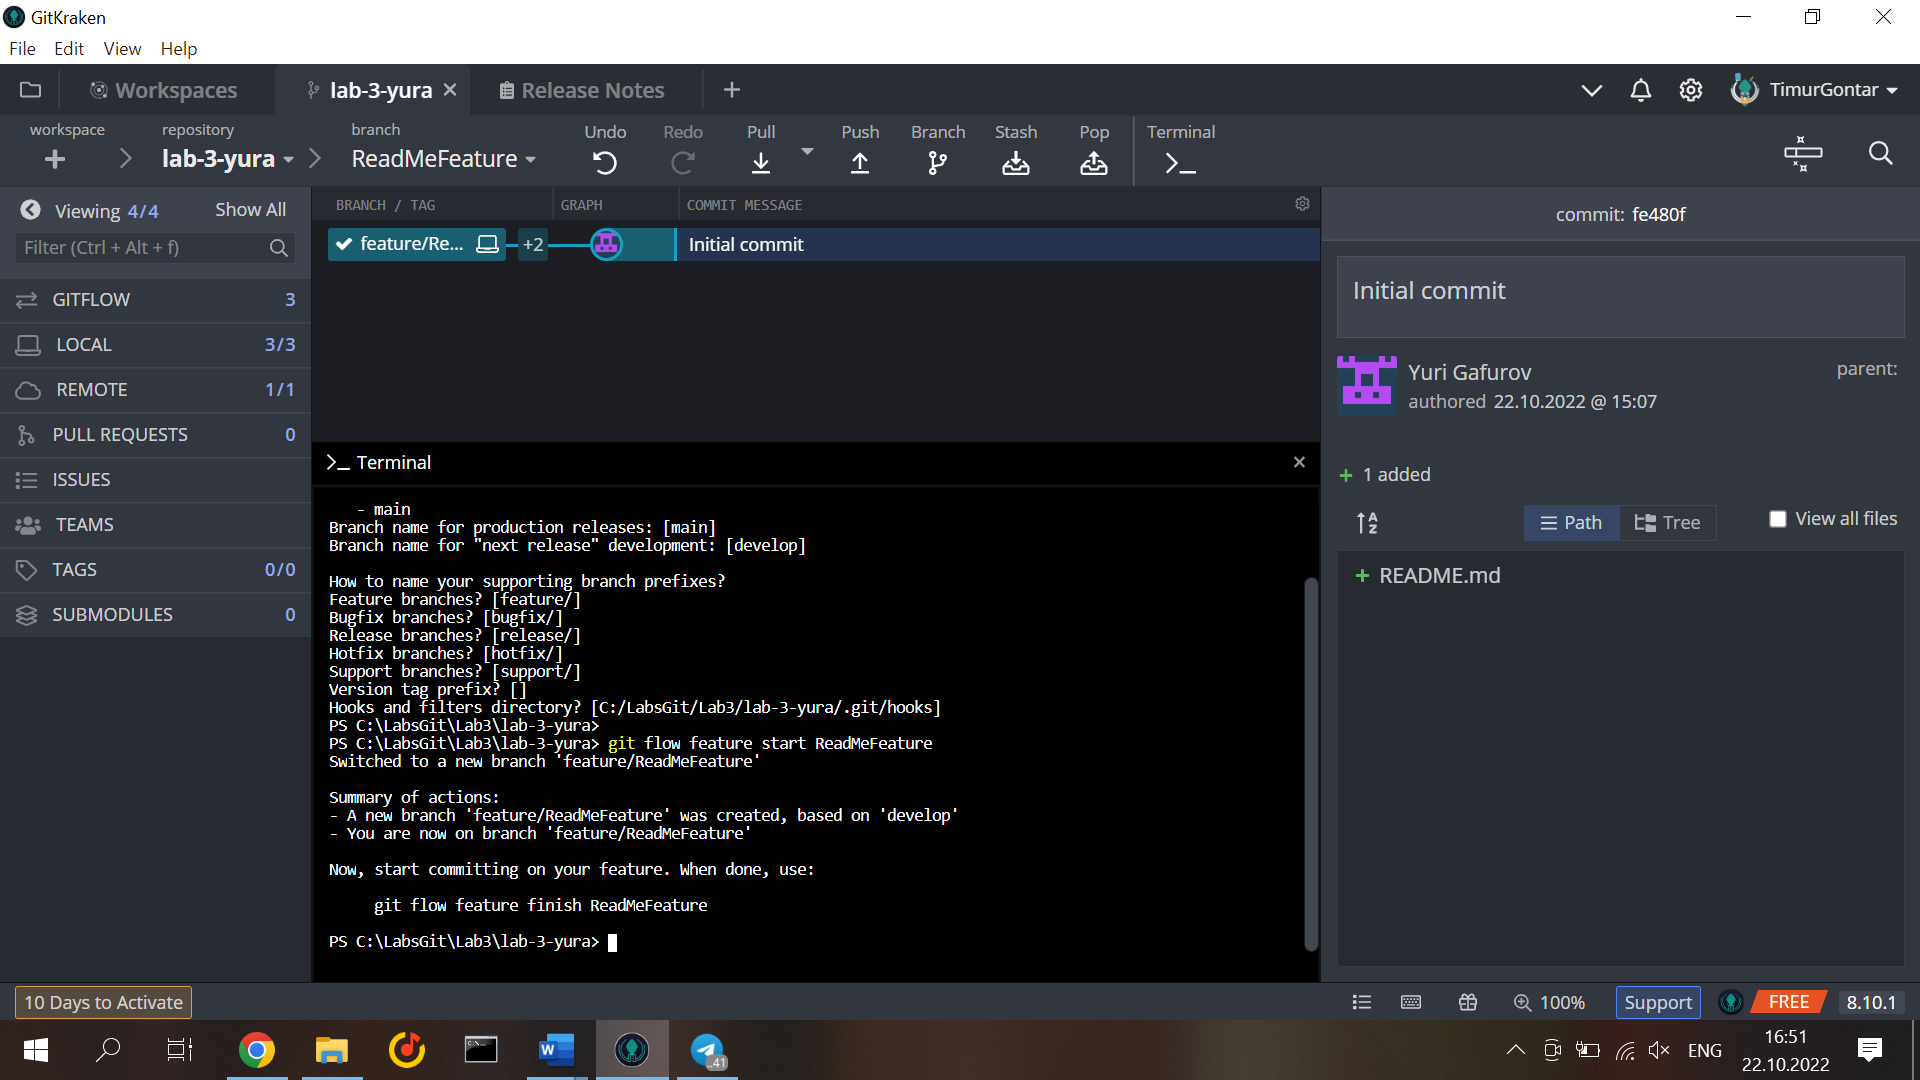 GitKraken
File Edit View Help
Workspaces lab-3-yura Release Notes TimurGontar
workspace repository branch
lab-3-yura ReadMeFeature
Undo Redo Pull Push Branch Stash Pop Terminal
Viewing 4/4 Show All
Filter (Ctrl + Alt + f)
GITFLOW 3
LOCAL 3/3
REMOTE 1/1
PULL REQUESTS 0
ISSUES
TEAMS
TAGS 0/0
SUBMODULES 0
BRANCH / TAG GRAPH COMMIT MESSAGE
feature/Re... +2 Initial commit
Terminal
- main
Branch name for production releases: [main]
Branch name for "next release" development: [develop]
How to name your supporting branch prefixes?
Feature branches? [feature/]
Bugfix branches? [bugfix/]
Release branches? [release/]
Hotfix branches? [hotfix/]
Support branches? [support/]
Version tag prefix? []
Hooks and filters directory? [C:/LabsGit/Lab3/lab-3-yura/.git/hooks]
PS C:\LabsGit\Lab3\lab-3-yura>
PS C:\LabsGit\Lab3\lab-3-yura> git flow feature start ReadMeFeature
Switched to a new branch 'feature/ReadMeFeature'
Summary of actions:
- A new branch 'feature/ReadMeFeature' was created, based on 'develop'
- You are now on branch 'feature/ReadMeFeature'
Now, start committing on your feature. When done, use:
git flow feature finish ReadMeFeature
PS C:\LabsGit\Lab3\lab-3-yura>
commit: fe480f
Initial commit
Yuri Gafurov
authored 22.10.2022 @ 15:07
parent:
+ 1 added
A
Z
Path Tree View all files
+ README.md
10 Days to Activate
100% Support FREE 8.10.1
W
..41
ENG
16:51
22.10.2022